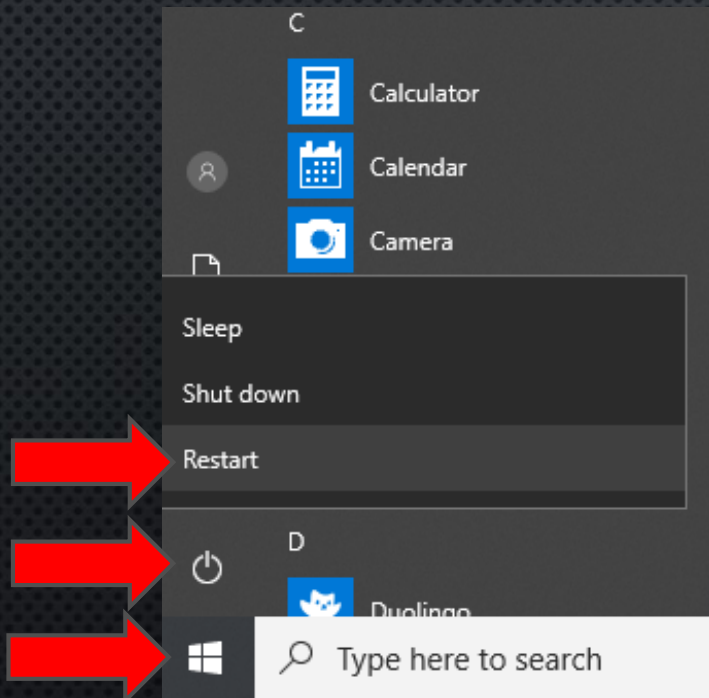 C
Calculator
Calendar
Camera
Sleep
Shut down
Restart
D
Duolingo
Type here to search